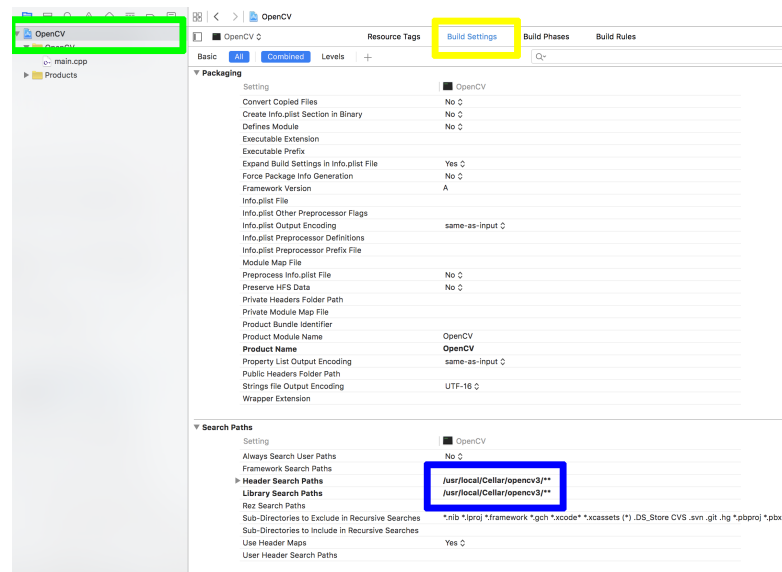 OpenCV
OpenCV
OpenCV
main.cpp
Products
OpenCV
Resource Tags
Build Settings
Build Phases
Build Rules
Basic
All
Combined
Levels
+
Packaging
Setting OpenCV
Convert Copied Files No
Create Info.plist Section in Binary No
Defines Module No
Executable Extension
Executable Prefix
Expand Build Settings in Info.plist File Yes
Force Package Info Generation No
Framework Version A
Info.plist File
Info.plist Other Preprocessor Flags
Info.plist Output Encoding same-as-input
Info.plist Preprocessor Definitions
Info.plist Preprocessor Prefix File
Module Map File
Preprocess Info.plist File No
Preserve HFS Data No
Private Headers Folder Path
Private Module Map File
Product Bundle Identifier
Product Module Name OpenCV
Product Name OpenCV
Property List Output Encoding same-as-input
Public Headers Folder Path
Strings file Output Encoding UTF-16
Wrapper Extension
Search Paths
Setting OpenCV
Always Search User Paths No
Framework Search Paths
Header Search Paths /usr/local/Cellar/opencv3/**
Library Search Paths /usr/local/Cellar/opencv3/**
Rez Search Paths
Sub-Directories to Exclude in Recursive Searches *.nib *.lproj *.framework *.gch *.xcode* *.xcassets (*) .DS_Store CVS .svn .git .hg *.pbproj *.pbx
Sub-Directories to Include in Recursive Searches
Use Header Maps Yes
User Header Search Paths